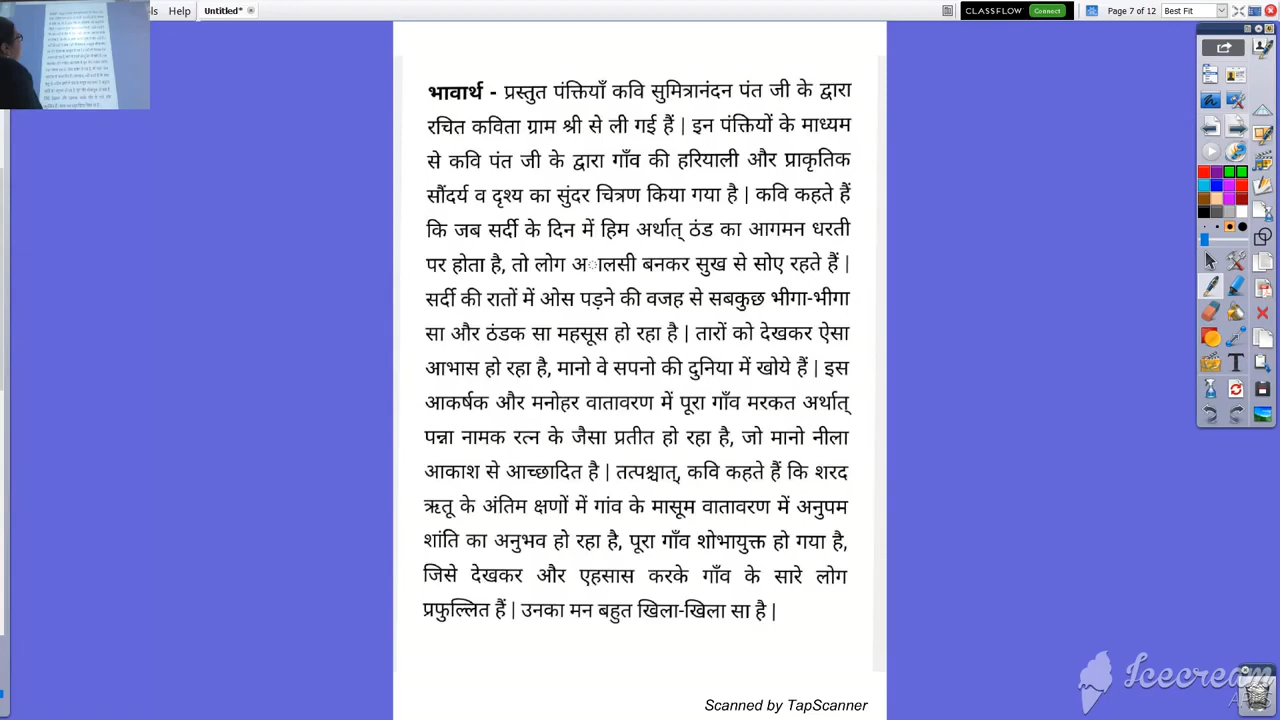 ls Help Untitled*
CLASSFLOW Connect
Page 7 of 12 Best Fit
भावार्थ - प्रस्तुत पंक्तियाँ कवि सुमित्रानंदन पंत जी के द्वारा
रचित कविता ग्राम श्री से ली गई हैं | इन पंक्तियों के माध्यम
से कवि पंत जी के द्वारा गाँव की हरियाली और प्राकृतिक
सौंदर्य व दृश्य का सुंदर चित्रण किया गया है | कवि कहते हैं
कि जब सर्दी के दिन में हिम अर्थात् ठंड का आगमन धरती
पर होता है, तो लोग अालसी बनकर सुख से सोए रहते हैं |
सर्दी की रातों में ओस पड़ने की वजह से सबकुछ भीगा-भीगा
सा और ठंडक सा महसूस हो रहा है | तारों को देखकर ऐसा
आभास हो रहा है, मानो वे सपनो की दुनिया में खोये हैं | इस
आकर्षक और मनोहर वातावरण में पूरा गाँव मरकत अर्थात्
पन्ना नामक रत्न के जैसा प्रतीत हो रहा है, जो मानो नीला
आकाश से आच्छादित है | तत्पश्चात्, कवि कहते हैं कि शरद
ऋतू के अंतिम क्षणों में गांव के मासूम वातावरण में अनुपम
शांति का अनुभव हो रहा है, पूरा गाँव शोभायुक्त हो गया है,
जिसे देखकर और एहसास करके गाँव के सारे लोग
प्रफुल्लित हैं | उनका मन बहुत खिला-खिला सा है |
Scanned by TapScanner
Icecream
APPS